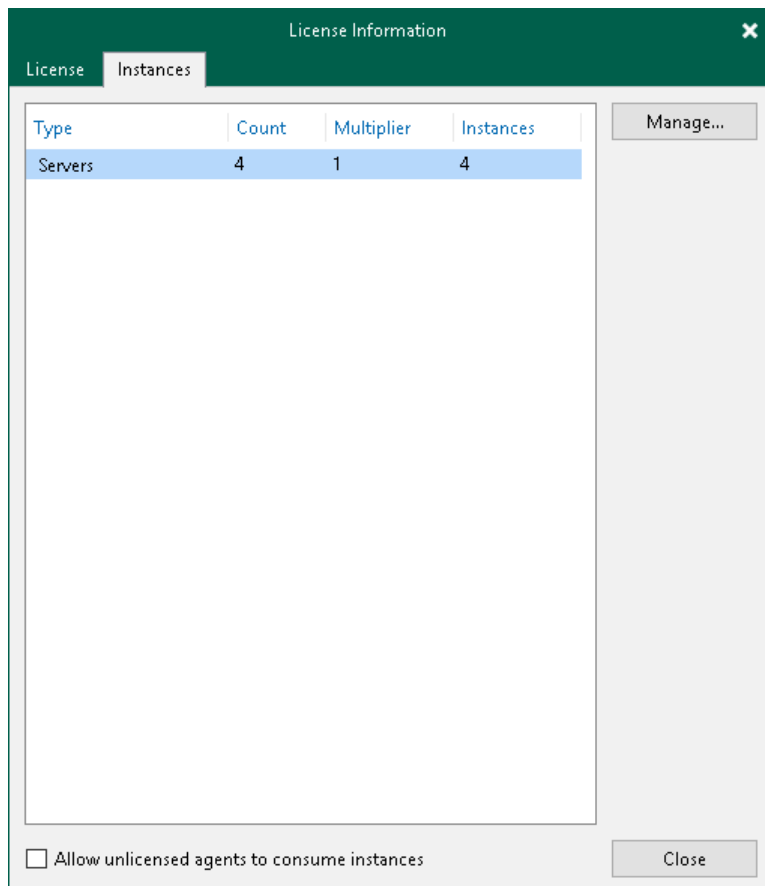 License Information
License Instances
Type Count Multiplier Instances
Manage...
Servers 4 1 4
Allow unlicensed agents to consume instances
Close